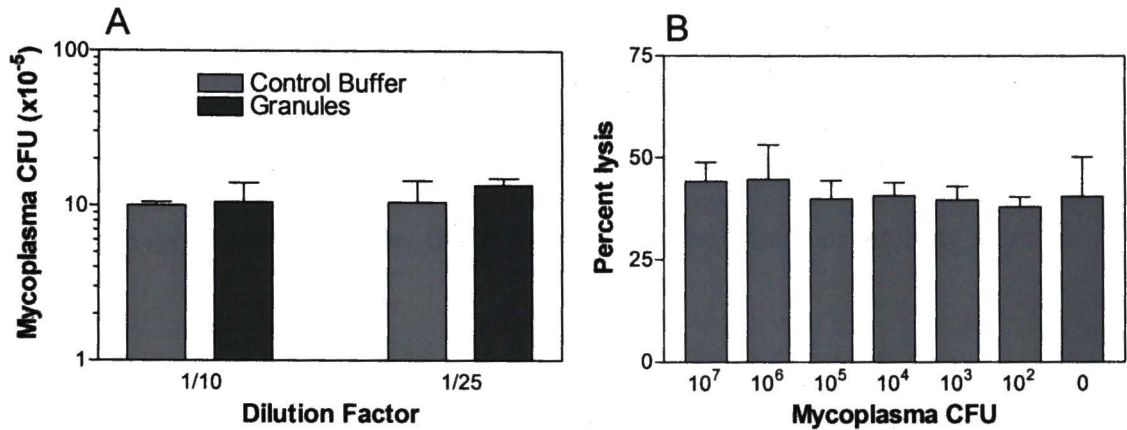 A
Mycoplasma CFU (x10⁻⁵)
100
10
1
Control Buffer
Granules
1/10 1/25
Dilution Factor
B
Percent lysis
75
50
25
0
10⁷ 10⁶ 10⁵ 10⁴ 10³ 10² 0
Mycoplasma CFU